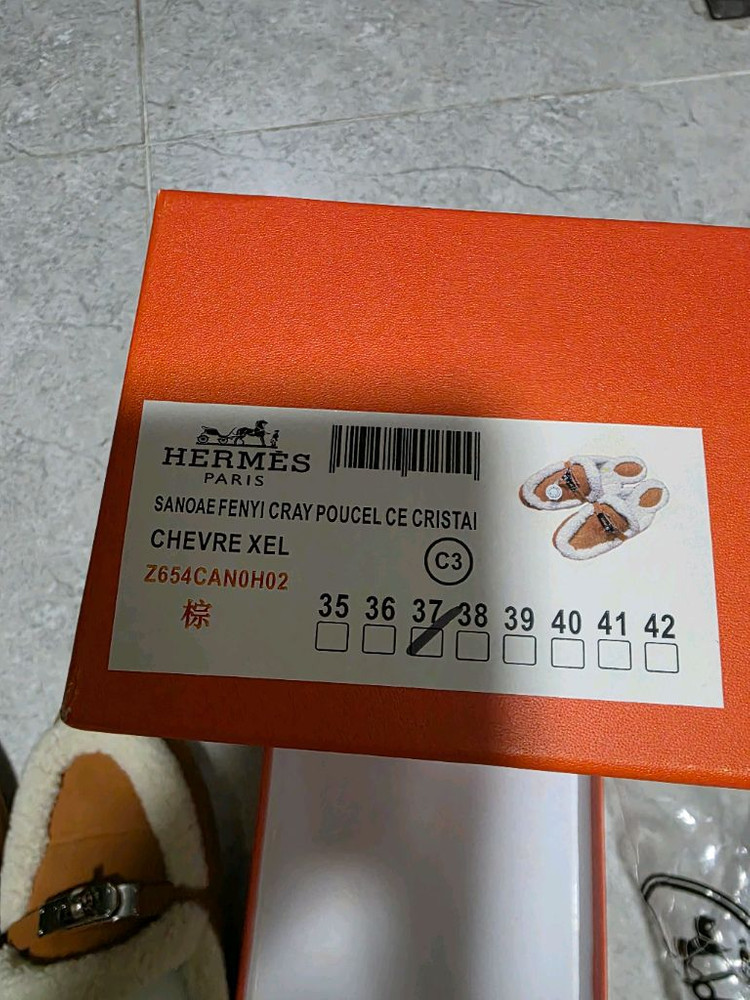 HERMÈS
PARIS
SANOAE FENYI CRAY POUCEL CE CRISTAI
CHEVRE XEL
C3
Z654CAN0H02
棕
35 36 37 38 39 40 41 42